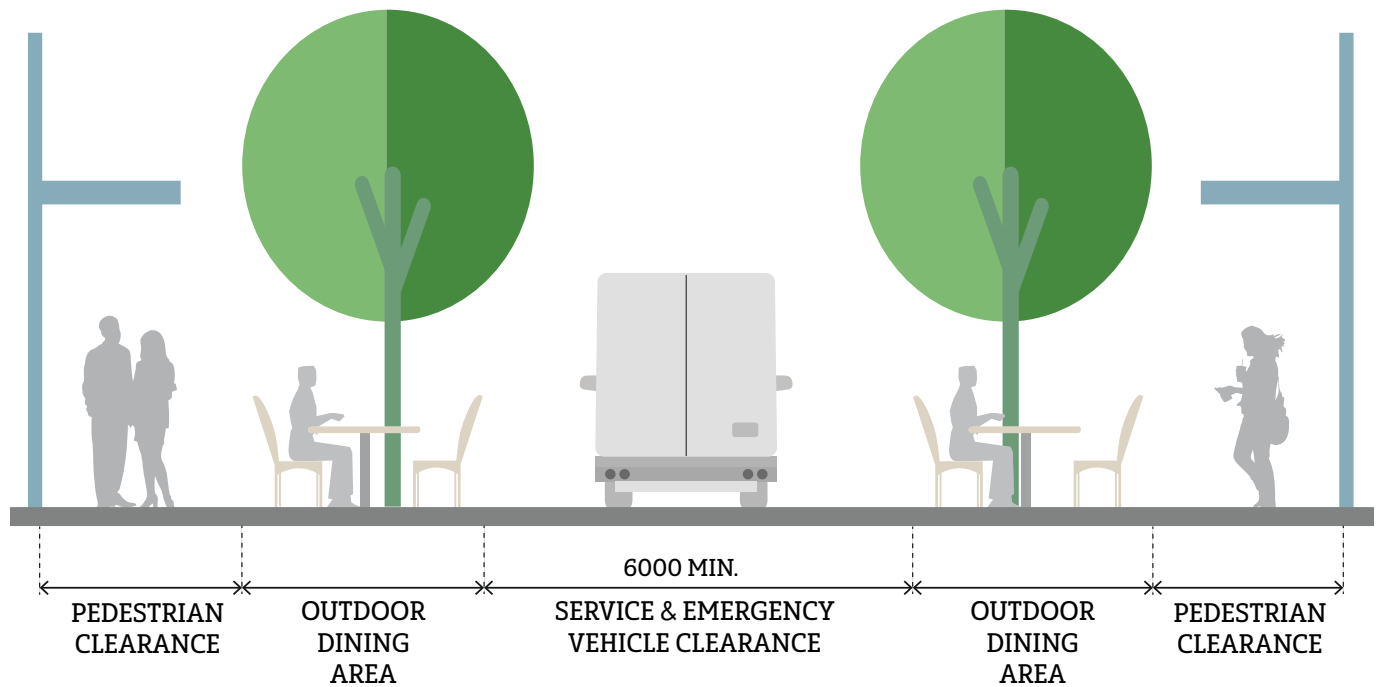 6000 MIN.
PEDESTRIAN
CLEARANCE
OUTDOOR
DINING
AREA
SERVICE & EMERGENCY
VEHICLE CLEARANCE
OUTDOOR
DINING
AREA
PEDESTRIAN
CLEARANCE